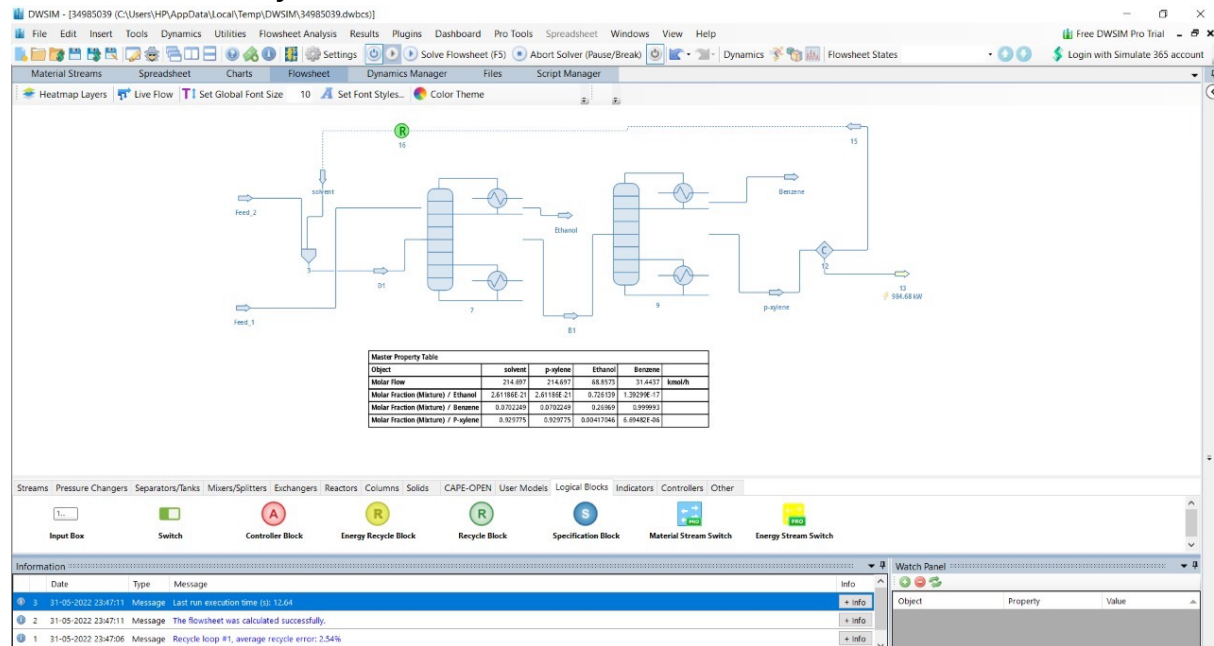 DWSIM - [34985039 (C:\Users\HP\AppData\Local\Temp\DWSIM\34985039.dwbcs)]
File Edit Insert Tools Dynamics Utilities Flowsheet Analysis Results Plugins Dashboard Pro Tools Spreadsheet Windows View Help Free DWSIM Pro Trial
Settings Solve Flowsheet (F5) Abort Solver (Pause/Break) Dynamics Flowsheet States Login with Simulate 365 account
Material Streams Spreadsheet Charts Flowsheet Dynamics Manager Files Script Manager
Heatmap Layers Live Flow Set Global Font Size 10 Set Font Styles... Color Theme
R
16
15
solvent
Benzene
Feed_2
Ethanol
C
3
12
D1
13
984.68 kW
7
9
p-xylene
Feed_1
B1
Master Property Table
Object solvent p-xylene Ethanol Benzene
Molar Flow 214.697 214.697 68.8573 31.4437 kmol/h
Molar Fraction (Mixture) / Ethanol 2.61186E-21 2.61186E-21 0.726139 1.39299E-17
Molar Fraction (Mixture) / Benzene 0.0702249 0.0702249 0.26969 0.999993
Molar Fraction (Mixture) / P-xylene 0.929775 0.929775 0.00417046 6.69482E-06
Streams Pressure Changers Separators/Tanks Mixers/Splitters Exchangers Reactors Columns Solids CAPE-OPEN User Models Logical Blocks Indicators Controllers Other
1.. A R R S PRO PRO
Input Box Switch Controller Block Energy Recycle Block Recycle Block Specification Block Material Stream Switch Energy Stream Switch
Information Watch Panel
Date Type Message Info
Object Property Value
3 31-05-2022 23:47:11 Message Last run execution time (s): 12.64 + Info
2 31-05-2022 23:47:11 Message The flowsheet was calculated successfully. + Info
1 31-05-2022 23:47:06 Message Recycle loop #1, average recycle error: 2.54% + Info